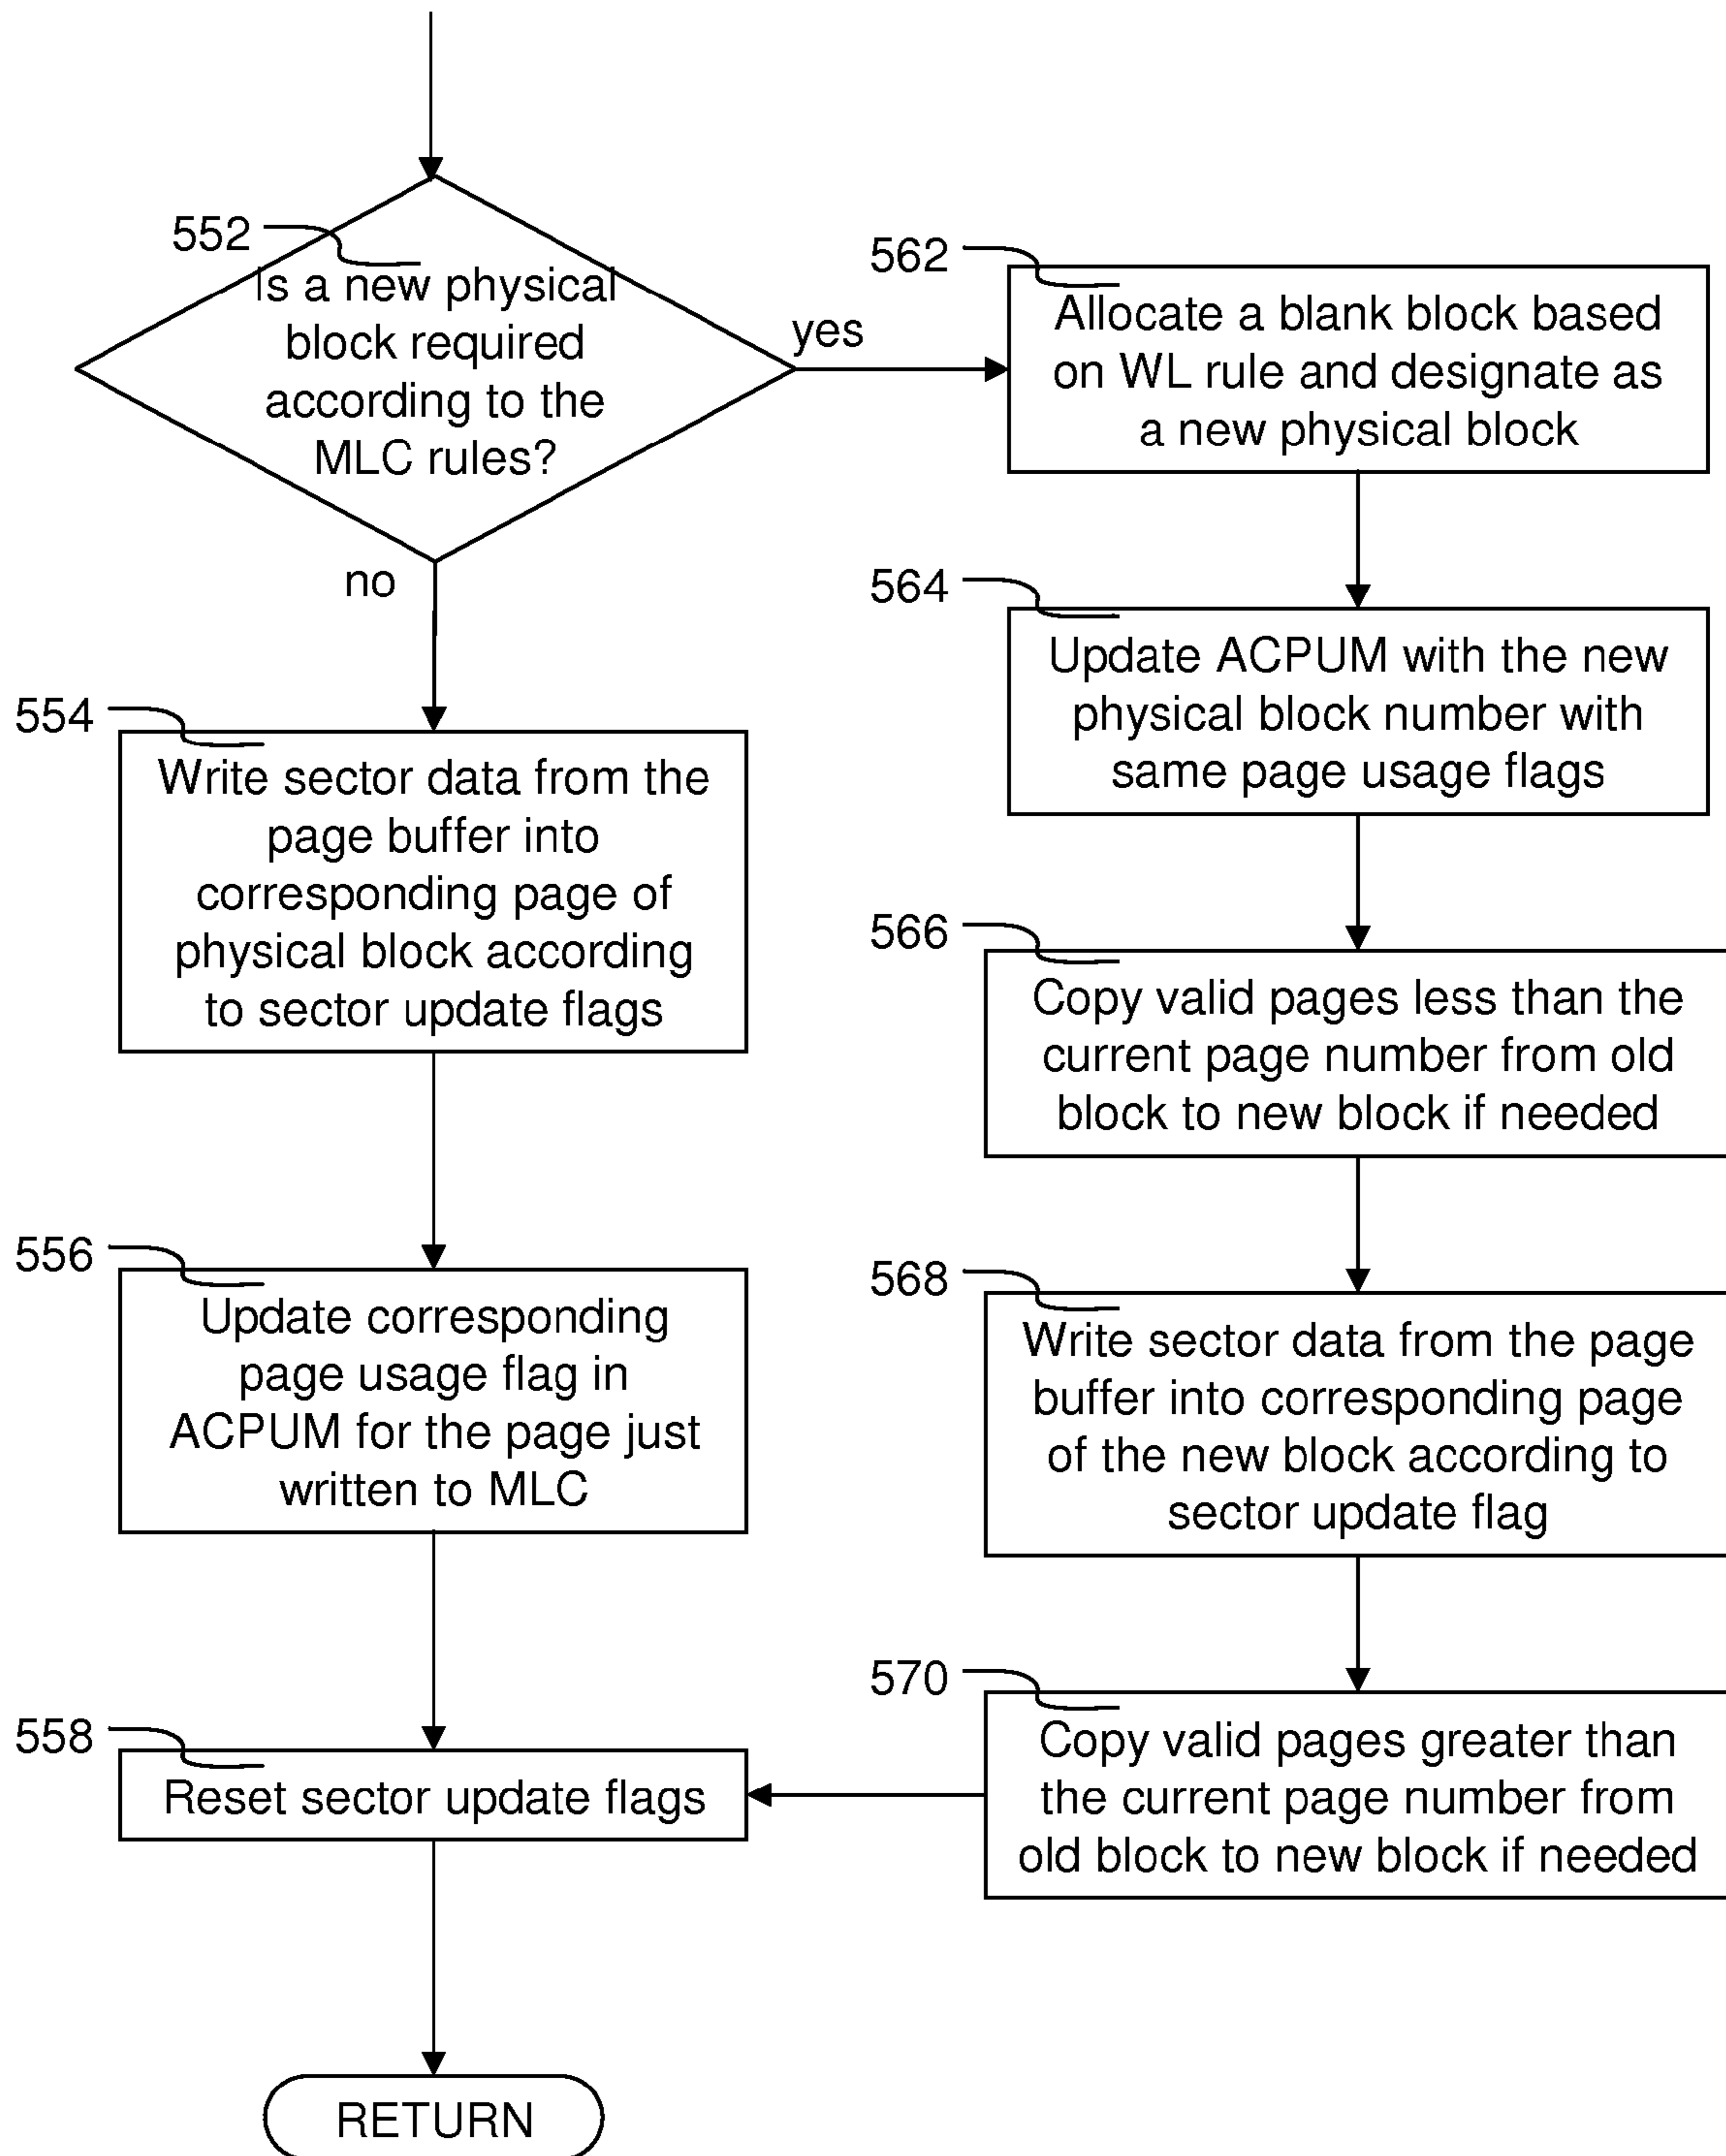 552
Is a new physical
block required
according to the
MLC rules?
yes
no
554
Write sector data from the
page buffer into
corresponding page of
physical block according
to sector update flags
556
Update corresponding
page usage flag in
ACPUM for the page just
written to MLC
558
Reset sector update flags
RETURN
562
Allocate a blank block based
on WL rule and designate as
a new physical block
564
Update ACPUM with the new
physical block number with
same page usage flags
566
Copy valid pages less than the
current page number from old
block to new block if needed
568
Write sector data from the page
buffer into corresponding page
of the new block according to
sector update flag
570
Copy valid pages greater than
the current page number from
old block to new block if needed